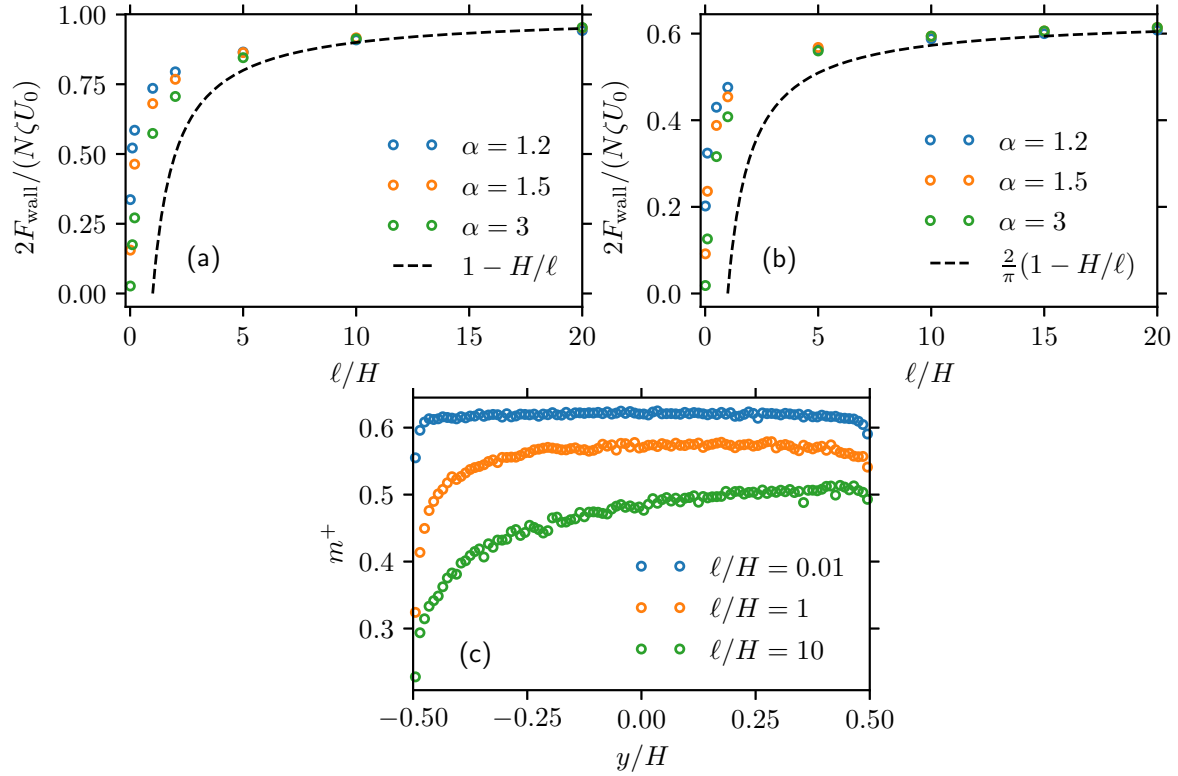 1.00
0.75
0.50
0.25
0.00
2F_wall/(NζU_0)
α = 1.2
α = 1.5
α = 3
1 − H/ℓ
(a)
0 5 10 15 20
ℓ/H
0.6
0.4
0.2
0.0
2F_wall/(NζU_0)
α = 1.2
α = 1.5
α = 3
2/π(1 − H/ℓ)
(b)
0 5 10 15 20
ℓ/H
0.6
0.5
0.4
0.3
m^+
ℓ/H = 0.01
ℓ/H = 1
ℓ/H = 10
(c)
−0.50 −0.25 0.00 0.25 0.50
y/H